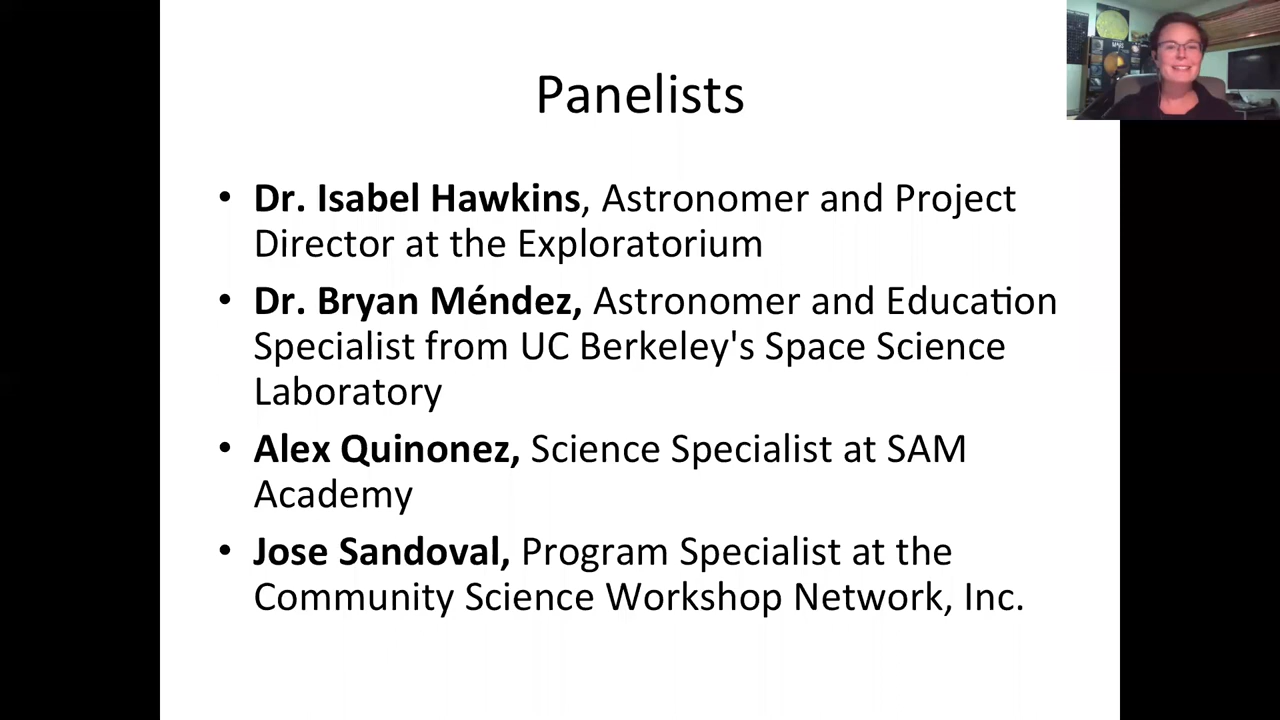 Panelists
• Dr. Isabel Hawkins, Astronomer and Project
Director at the Exploratorium
• Dr. Bryan Méndez, Astronomer and Education
Specialist from UC Berkeley's Space Science
Laboratory
• Alex Quinonez, Science Specialist at SAM
Academy
• Jose Sandoval, Program Specialist at the
Community Science Workshop Network, Inc.